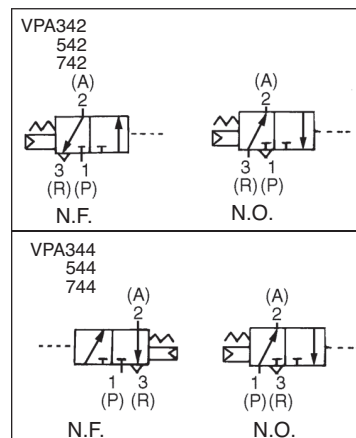 VPA342
542
742
(A) (A)
2 2
3 1 3 1
(R) (P) (R) (P)
N.F. N.O.
VPA344
544
744
(A) (A)
2 2
1 3 1 3
(P) (R) (P) (R)
N.F. N.O.